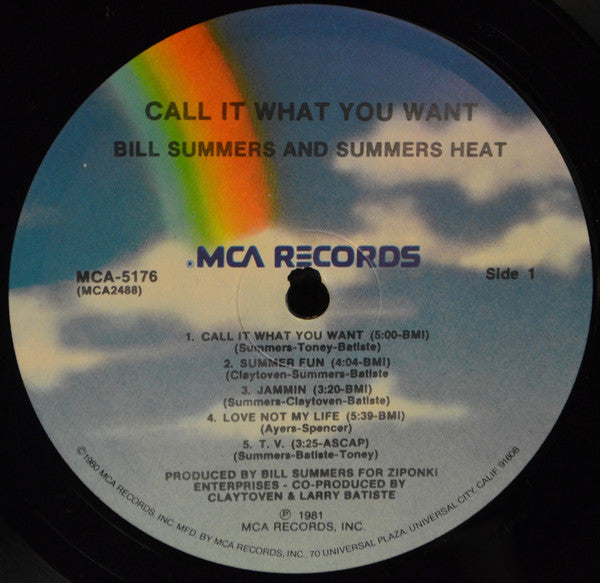 CALL IT WHAT YOU WANT
BILL SUMMERS AND SUMMERS HEAT
®MCA RECORDS
MCA-5176
(MCA2488)
Side 1
1. CALL IT WHAT YOU WANT (5:00-BMI)
(Summers-Toney-Batiste)
2. SUMMER FUN (4:04-BMI)
(Claytoven-Summers-Batiste
3. JAMMIN (3:20-BMI)
(Summers-Claytoven-Batiste)
4. LOVE NOT MY LIFE (5:39-BMI)
(Ayers-Spencer)
5. T. V. (3:25-ASCAP)
(Summers-Batiste-Toney)
PRODUCED BY BILL SUMMERS FOR ZIPONKI
ENTERPRISES - CO-PRODUCED BY
CLAYTOVEN & LARRY BATISTE
℗ 1981
MCA RECORDS, INC.
©1980 MCA RECORDS, INC. MFD. BY MCA RECORDS, INC., 70 UNIVERSAL PLAZA, UNIVERSAL CITY, CALIF. 91608